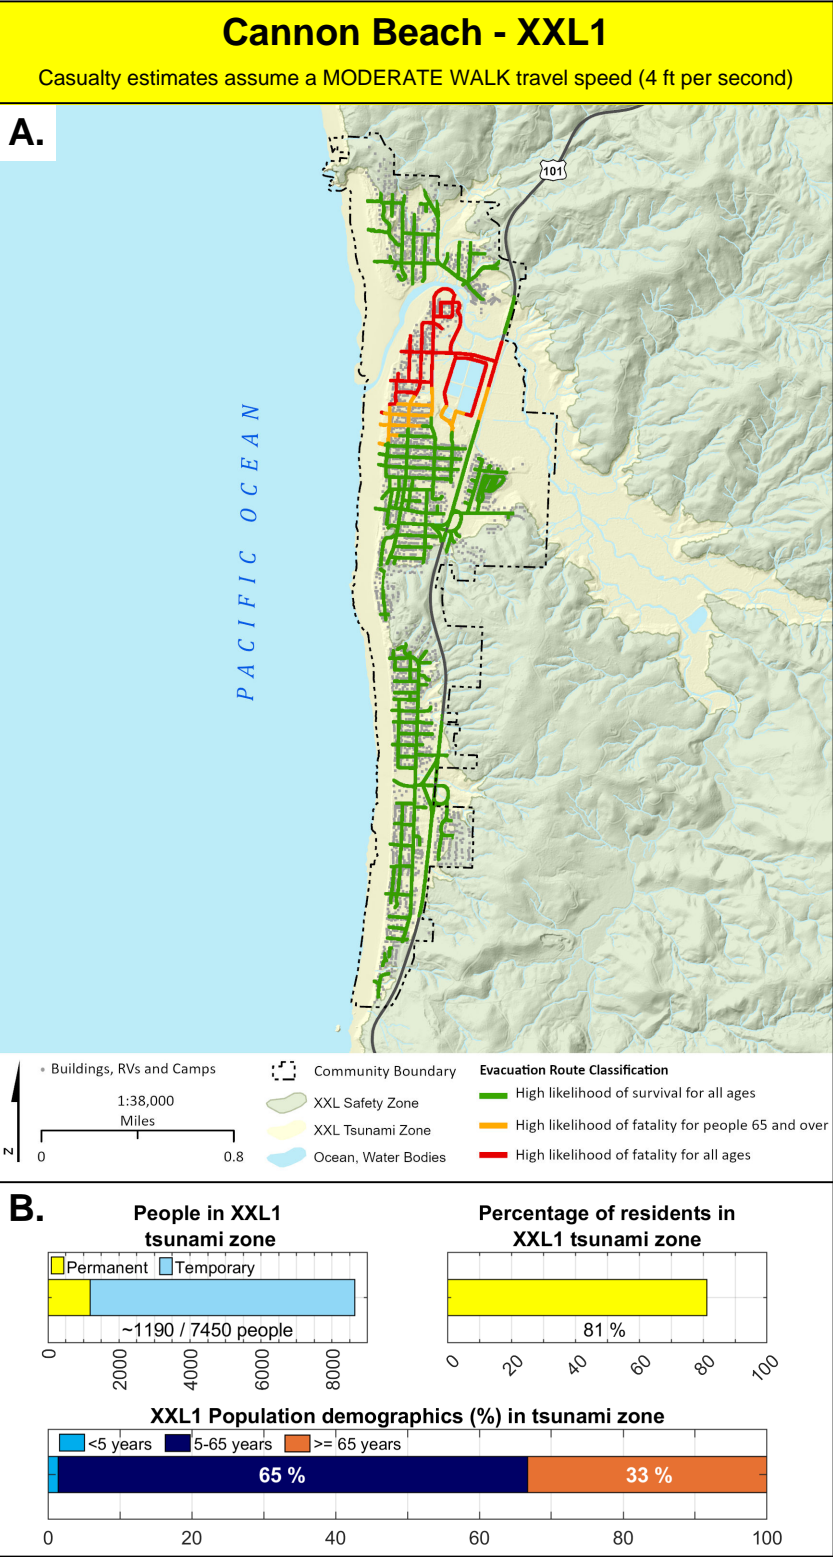 Cannon Beach - XXL1
Casualty estimates assume a MODERATE WALK travel speed (4 ft per second)
A.
101
PACIFIC OCEAN
Buildings, RVs and Camps
1:38,000
Miles
0 0.8
N
Community Boundary
XXL Safety Zone
XXL Tsunami Zone
Ocean, Water Bodies
Evacuation Route Classification
High likelihood of survival for all ages
High likelihood of fatality for people 65 and over
High likelihood of fatality for all ages
B.
People in XXL1
tsunami zone
Permanent Temporary
~1190 / 7450 people
0 2000 4000 6000 8000
Percentage of residents in
XXL1 tsunami zone
81 %
0 20 40 60 80 100
XXL1 Population demographics (%) in tsunami zone
<5 years 5-65 years >= 65 years
65 % 33 %
0 20 40 60 80 100